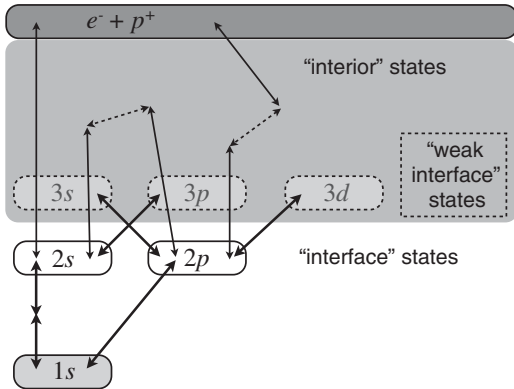 e⁻ + p⁺
"interior" states
"weak
interface"
states
3s 3p 3d
2s 2p "interface" states
1s